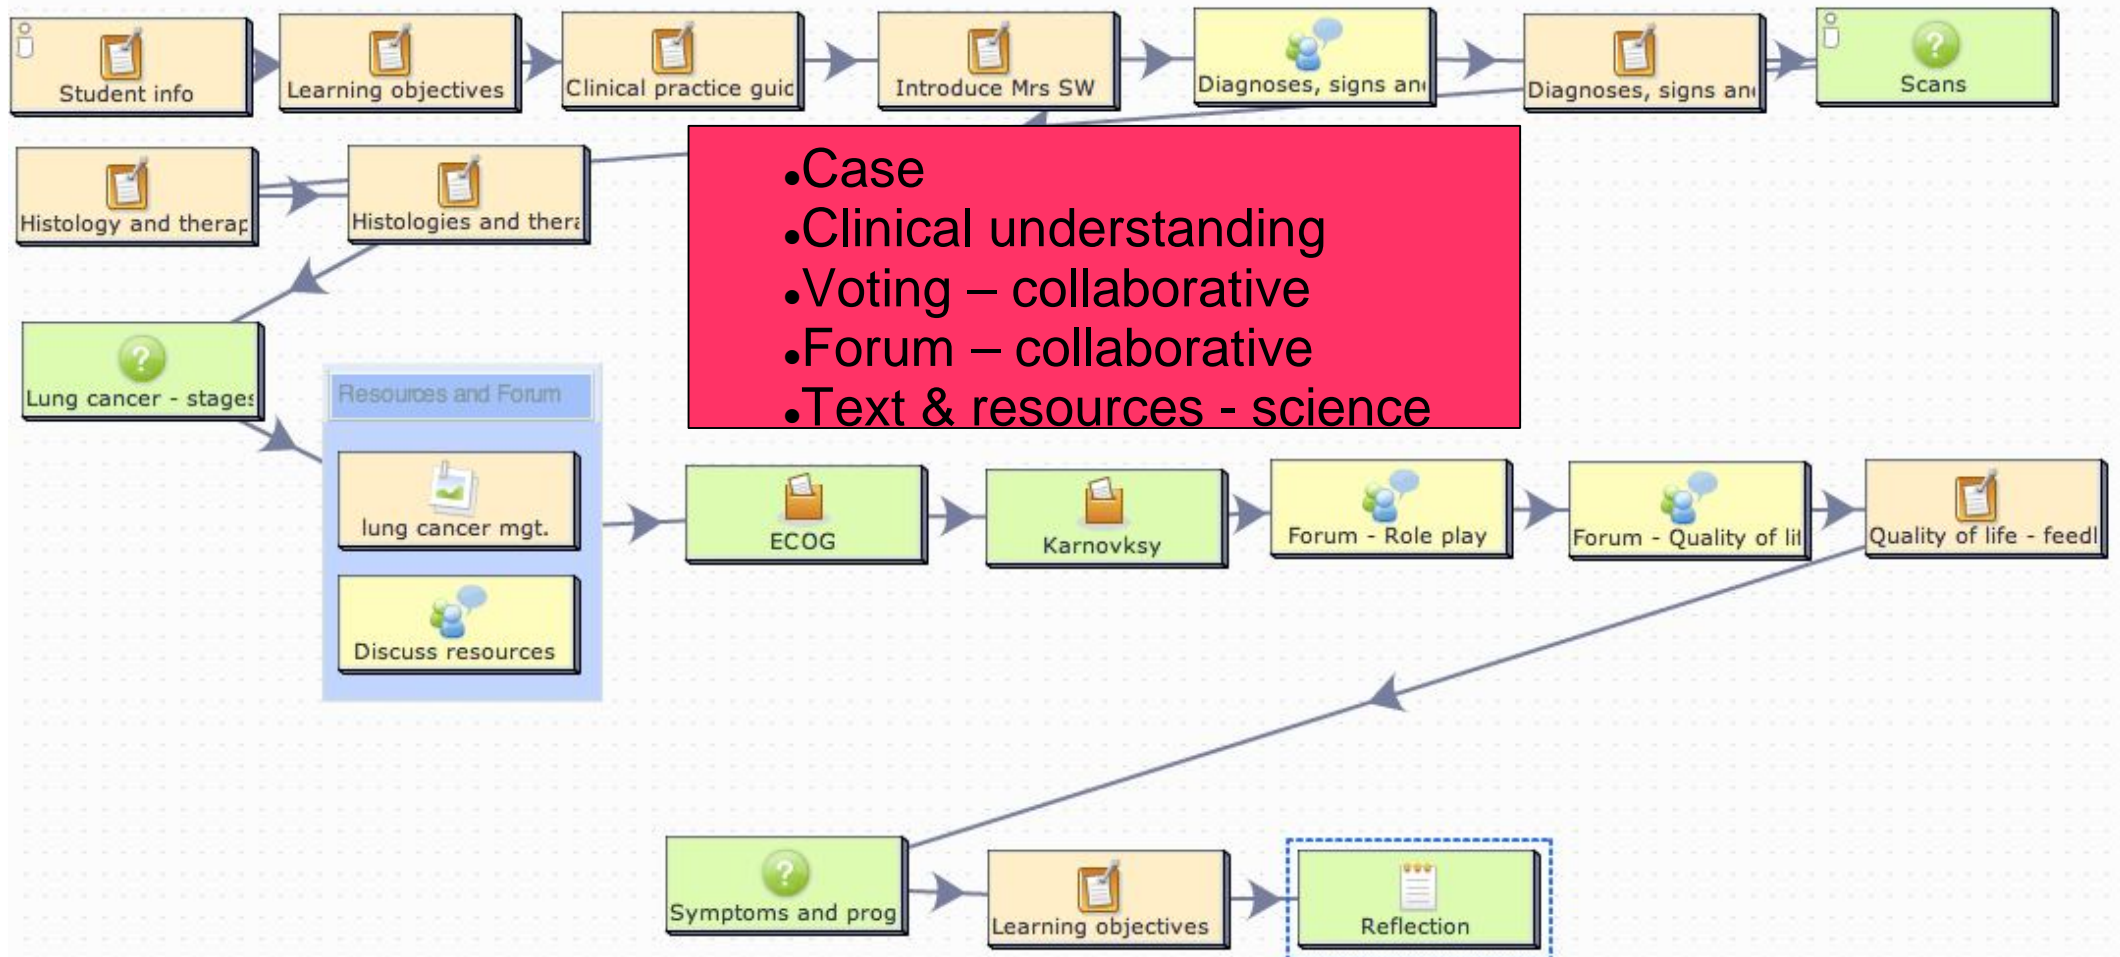 Student info
Learning objectives
Clinical practice guid
Introduce Mrs SW
Diagnoses, signs an
Diagnoses, signs an
Scans
Histology and therap
Histologies and thera
•Case
•Clinical understanding
•Voting – collaborative
•Forum – collaborative
•Text & resources - science
Lung cancer - stages
Resources and Forum
lung cancer mgt.
Discuss resources
ECOG
Karnovksy
Forum - Role play
Forum - Quality of li
Quality of life - feed
Symptoms and prog
Learning objectives
Reflection